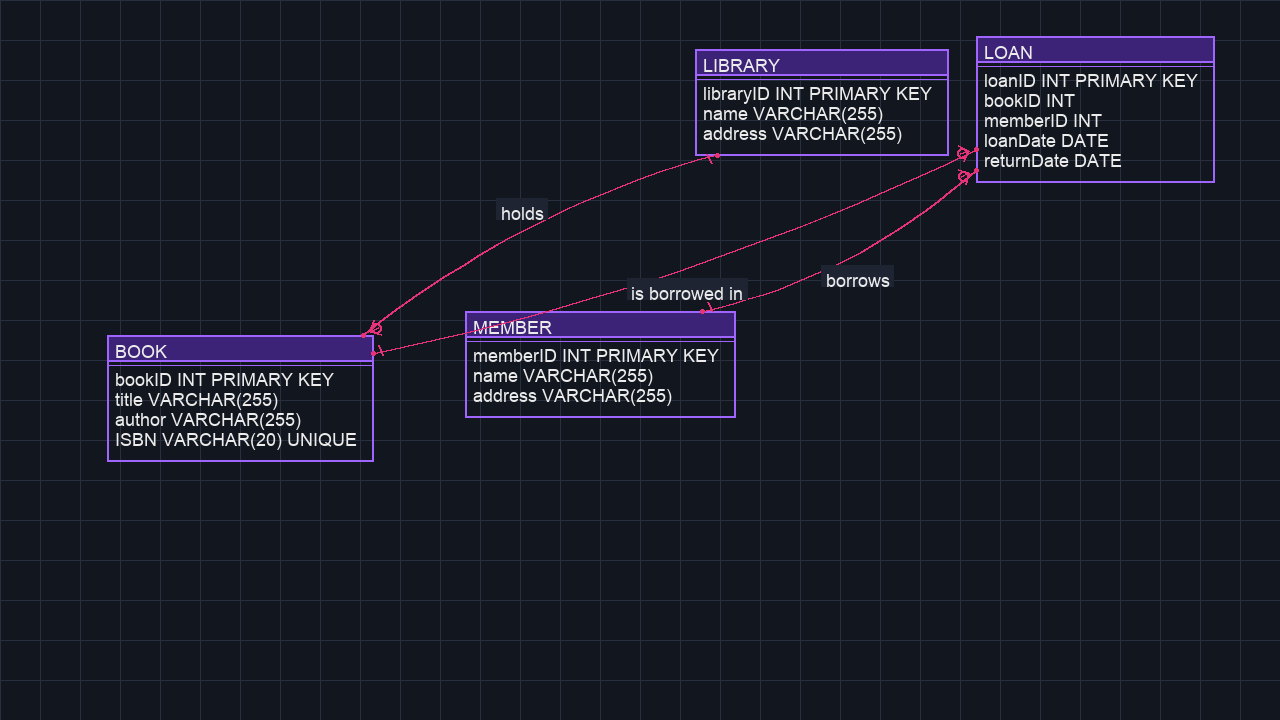 LIBRARY
libraryID INT PRIMARY KEY
name VARCHAR(255)
address VARCHAR(255)
LOAN
loanID INT PRIMARY KEY
bookID INT
memberID INT
loanDate DATE
returnDate DATE
holds
is borrowed in
borrows
BOOK
bookID INT PRIMARY KEY
title VARCHAR(255)
author VARCHAR(255)
ISBN VARCHAR(20) UNIQUE
MEMBER
memberID INT PRIMARY KEY
name VARCHAR(255)
address VARCHAR(255)